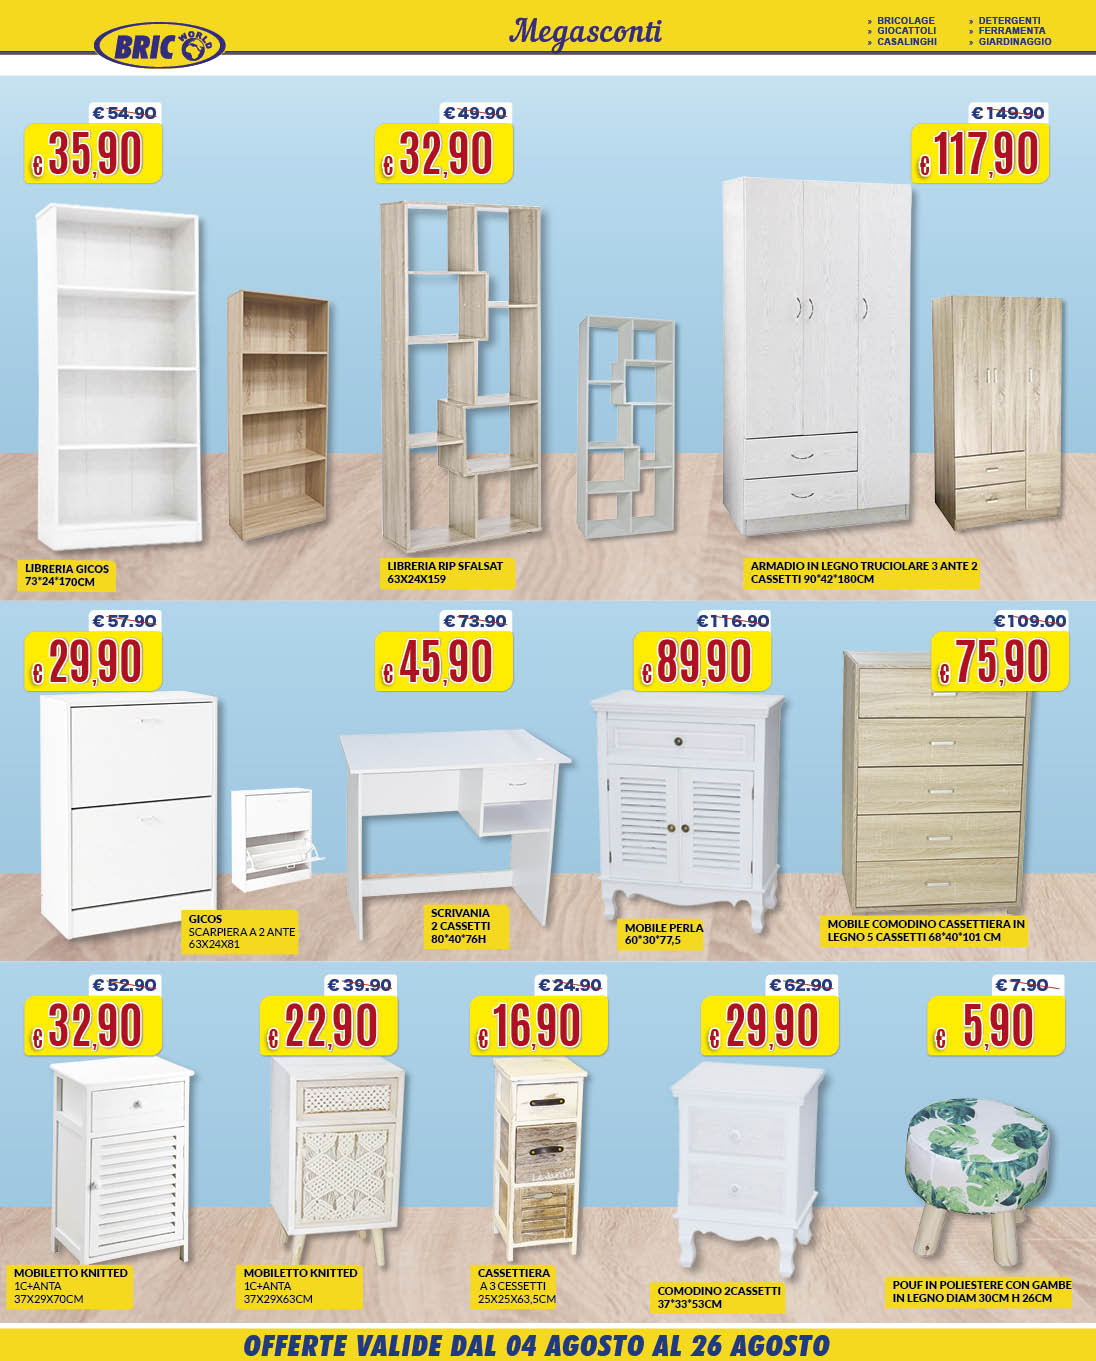 BRIC WORLD
Megasconti
» BRICOLAGE
» GIOCATTOLI
» CASALINGHI
» DETERGENTI
» FERRAMENTA
» GIARDINAGGIO
€ 54.90
€ 35,90
€ 49.90
€ 32,90
€ 149.90
€ 117,90
LIBRERIA GICOS
73*24*170CM
LIBRERIA RIP SFALSAT
63X24X159
ARMADIO IN LEGNO TRUCIOLARE 3 ANTE 2
CASSETTI 90*42*180CM
€ 57.90
€ 29,90
€ 73.90
€ 45,90
€ 116.90
€ 89,90
€ 109.00
€ 75,90
GICOS
SCARPIERA A 2 ANTE
63X24X81
SCRIVANIA
2 CASSETTI
80*40*76H
MOBILE PERLA
60*30*77,5
MOBILE COMODINO CASSETTIERA IN
LEGNO 5 CASSETTI 68*40*101 CM
€ 52.90
€ 32,90
€ 39.90
€ 22,90
€ 24.90
€ 16,90
€ 62.90
€ 29,90
€ 7.90
€ 5,90
MOBILETTO KNITTED
1C+ANTA
37X29X70CM
MOBILETTO KNITTED
1C+ANTA
37X29X63CM
CASSETTIERA
A 3 CESSETTI
25X25X63,5CM
COMODINO 2CASSETTI
37*33*53CM
POUF IN POLIESTERE CON GAMBE
IN LEGNO DIAM 30CM H 26CM
OFFERTE VALIDE DAL 04 AGOSTO AL 26 AGOSTO